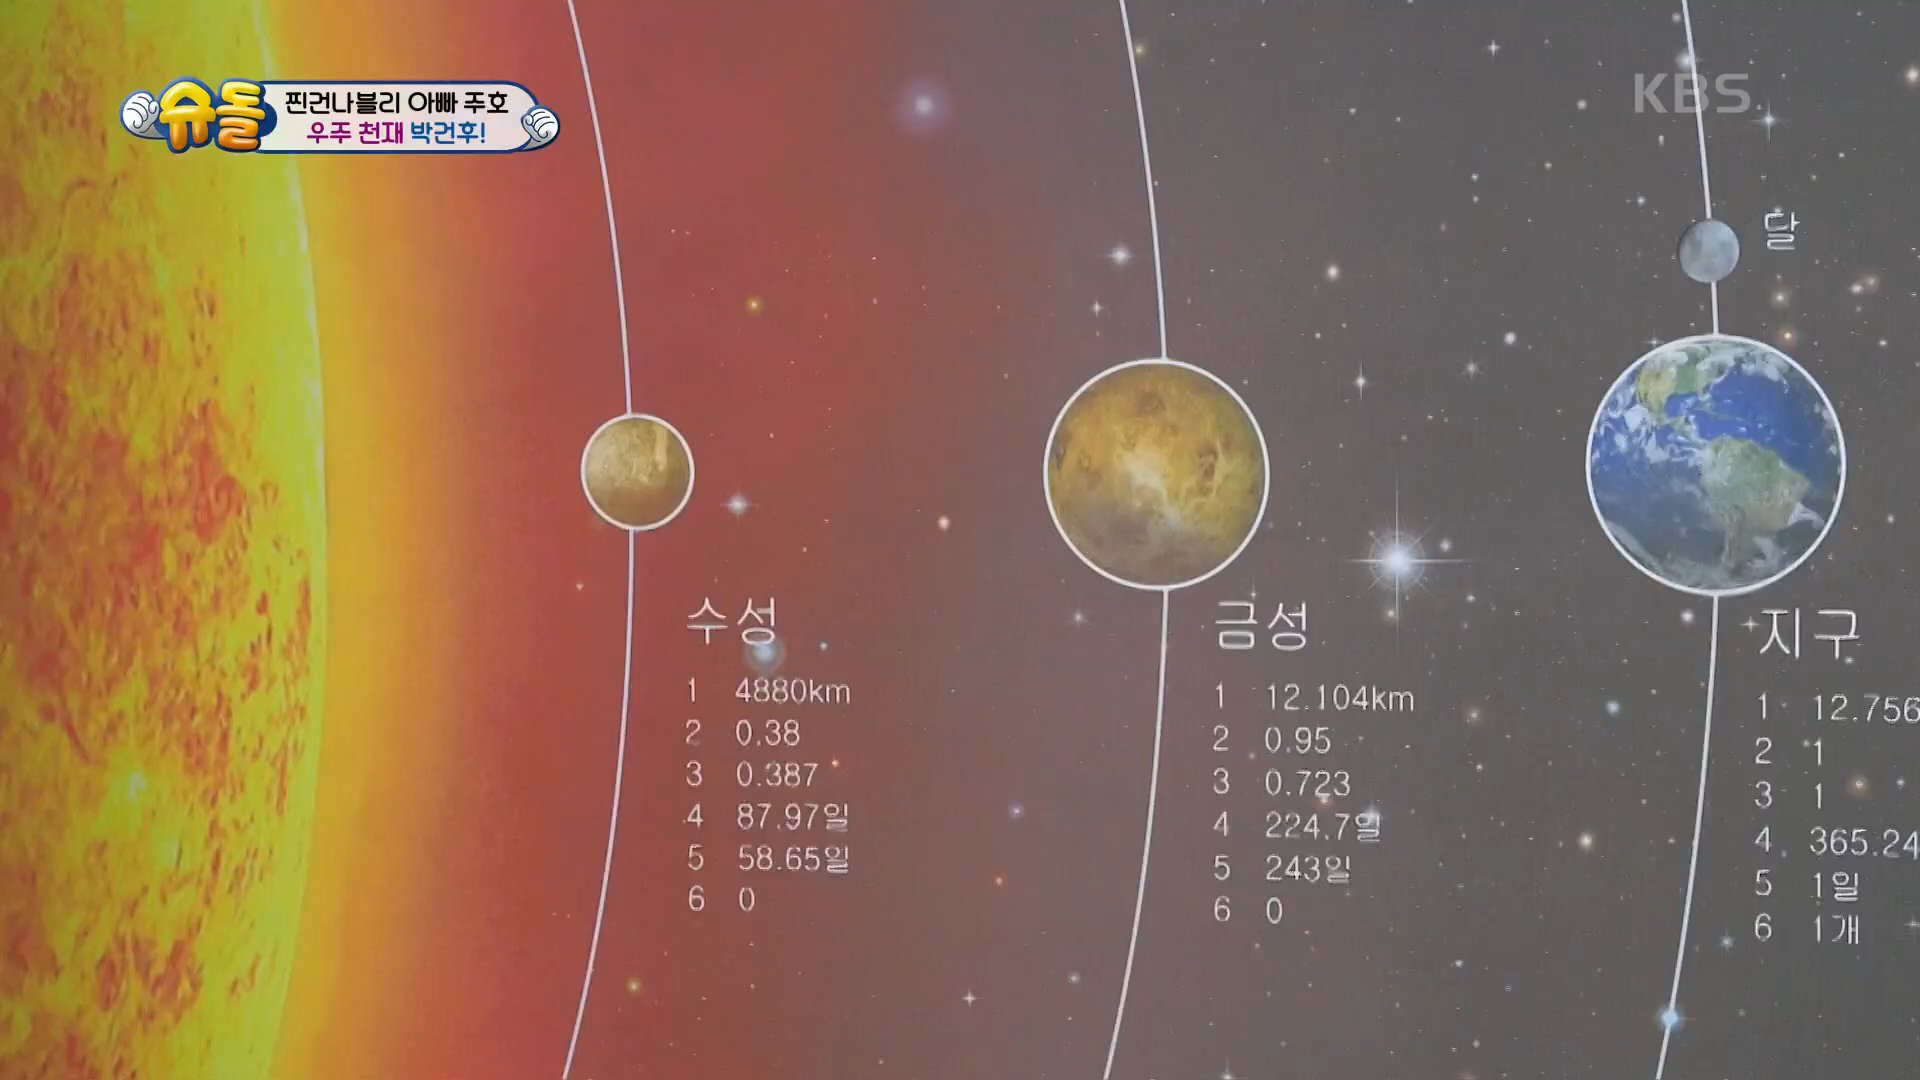 슈돌
찐건나블리 아빠 주호
우주 천재 박건후!
KBS
달
수성
1 4880km
2 0.38
3 0.387
4 87.97일
5 58.65일
6 0
금성
1 12.104km
2 0.95
3 0.723
4 224.7일
5 243일
6 0
지구
1 12.756
2 1
3 1
4 365.24
5 1일
6 1개